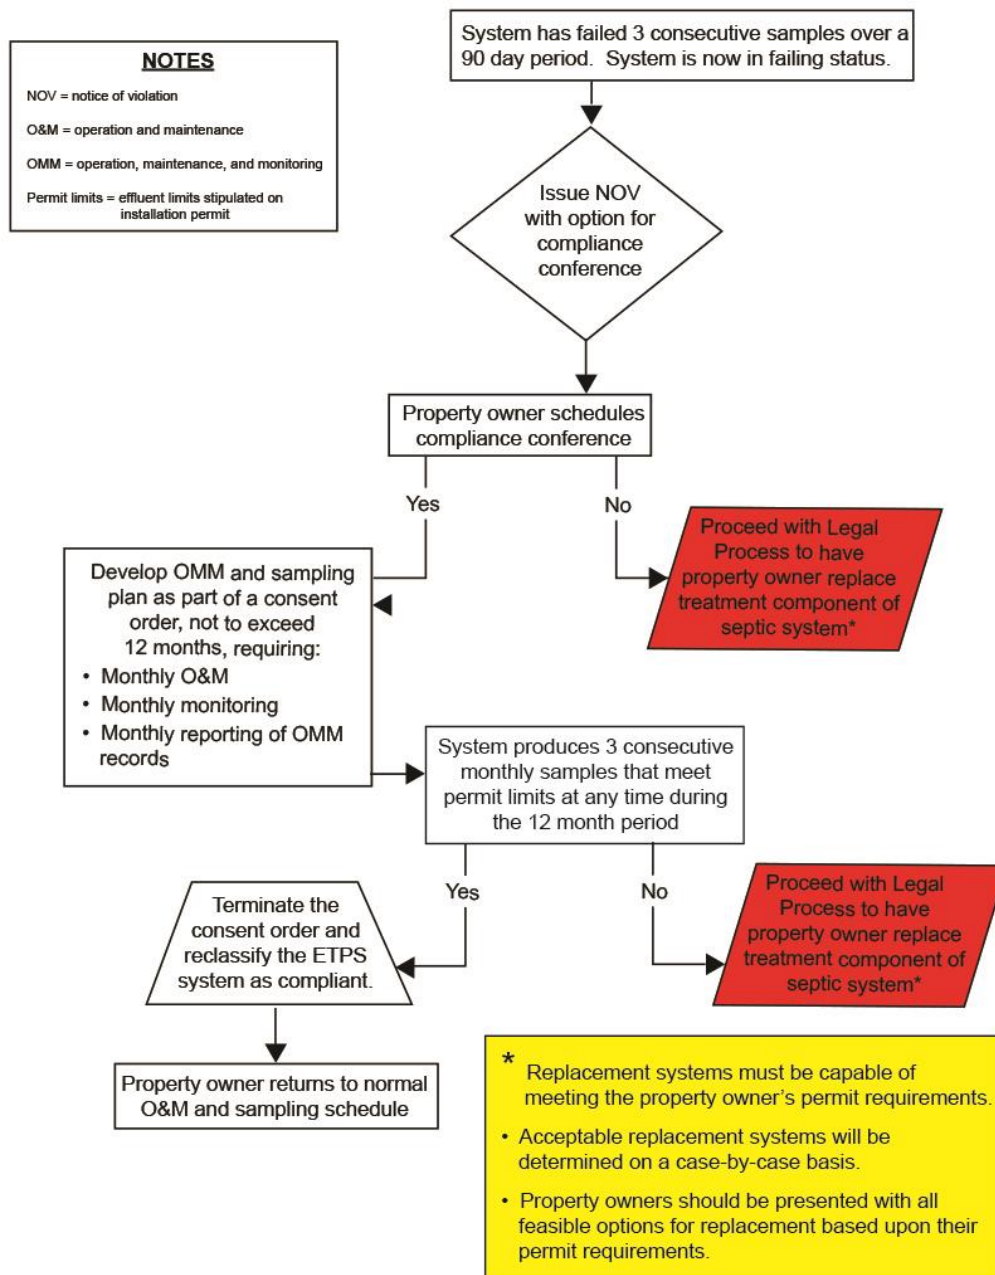 NOTES
NOV = notice of violation
O&M = operation and maintenance
OMM = operation, maintenance, and monitoring
Permit limits = effluent limits stipulated on
installation permit
System has failed 3 consecutive samples over a
90 day period.  System is now in failing status.
Issue NOV
with option for
compliance
conference
Property owner schedules
compliance conference
Yes
No
Develop OMM and sampling
plan as part of a consent
order, not to exceed
12 months, requiring:
• Monthly O&M
• Monthly monitoring
• Monthly reporting of OMM
records
Proceed with Legal
Process to have
property owner replace
treatment component of
septic system*
System produces 3 consecutive
monthly samples that meet
permit limits at any time during
the 12 month period
Yes
No
Terminate the
consent order and
reclassify the ETPS
system as compliant.
Proceed with Legal
Process to have
property owner replace
treatment component of
septic system*
Property owner returns to normal
O&M and sampling schedule
* Replacement systems must be capable of
meeting the property owner's permit requirements.
• Acceptable replacement systems will be
determined on a case-by-case basis.
• Property owners should be presented with all
feasible options for replacement based upon their
permit requirements.